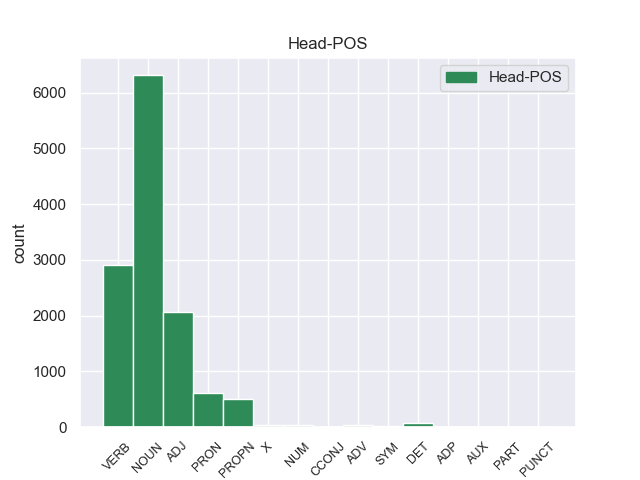 Head-POS
Head-POS
6000
5000
4000
3000
2000
1000
0
count
VERB
NOUN
ADJ
PRON
PROPN
X
NUM
CCONJ
ADV
SYM
DET
ADP
AUX
PART
PUNCT